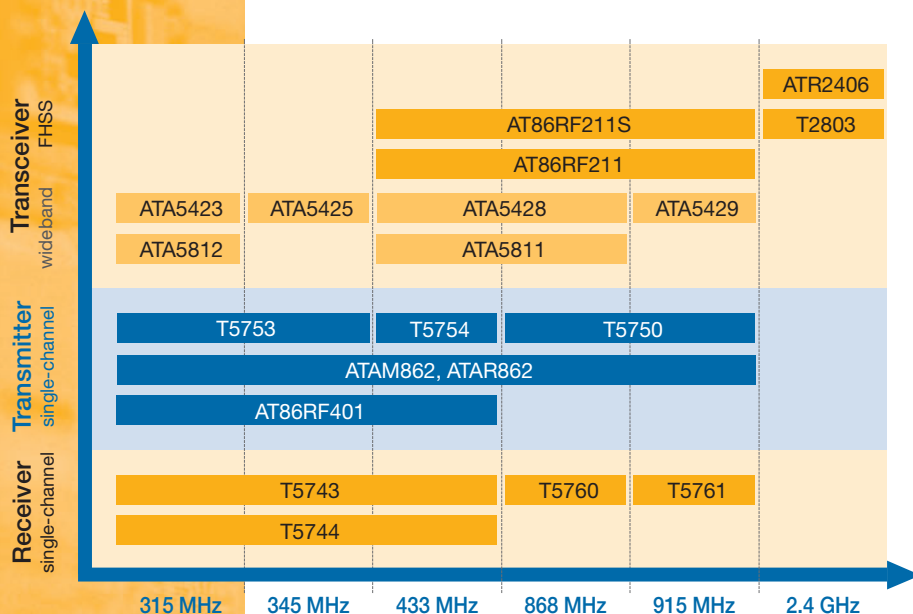 Transceiver
FHSS
wideband
ATR2406
AT86RF211S
T2803
AT86RF211
ATA5423
ATA5425
ATA5428
ATA5429
ATA5812
ATA5811
Transmitter
single-channel
T5753
T5754
T5750
ATAM862, ATAR862
AT86RF401
Receiver
single-channel
T5743
T5760
T5761
T5744
315 MHz
345 MHz
433 MHz
868 MHz
915 MHz
2.4 GHz